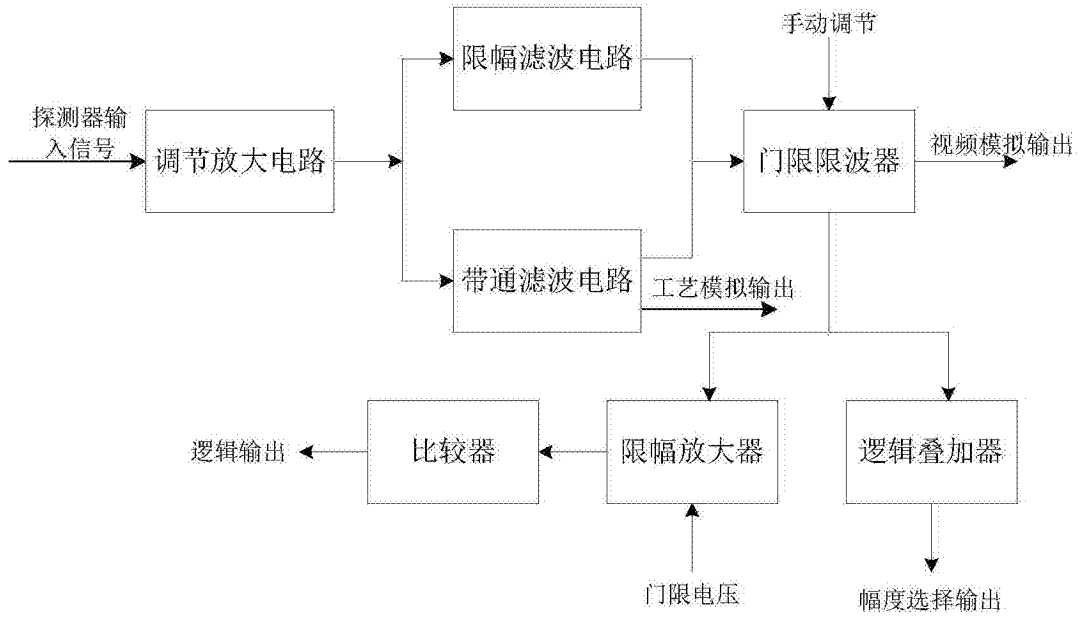 手动调节
限幅滤波电路
探测器输
入信号
调节放大电路
门限限波器
视频模拟输出
带通滤波电路
工艺模拟输出
逻辑输出
比较器
限幅放大器
逻辑叠加器
门限电压
幅度选择输出